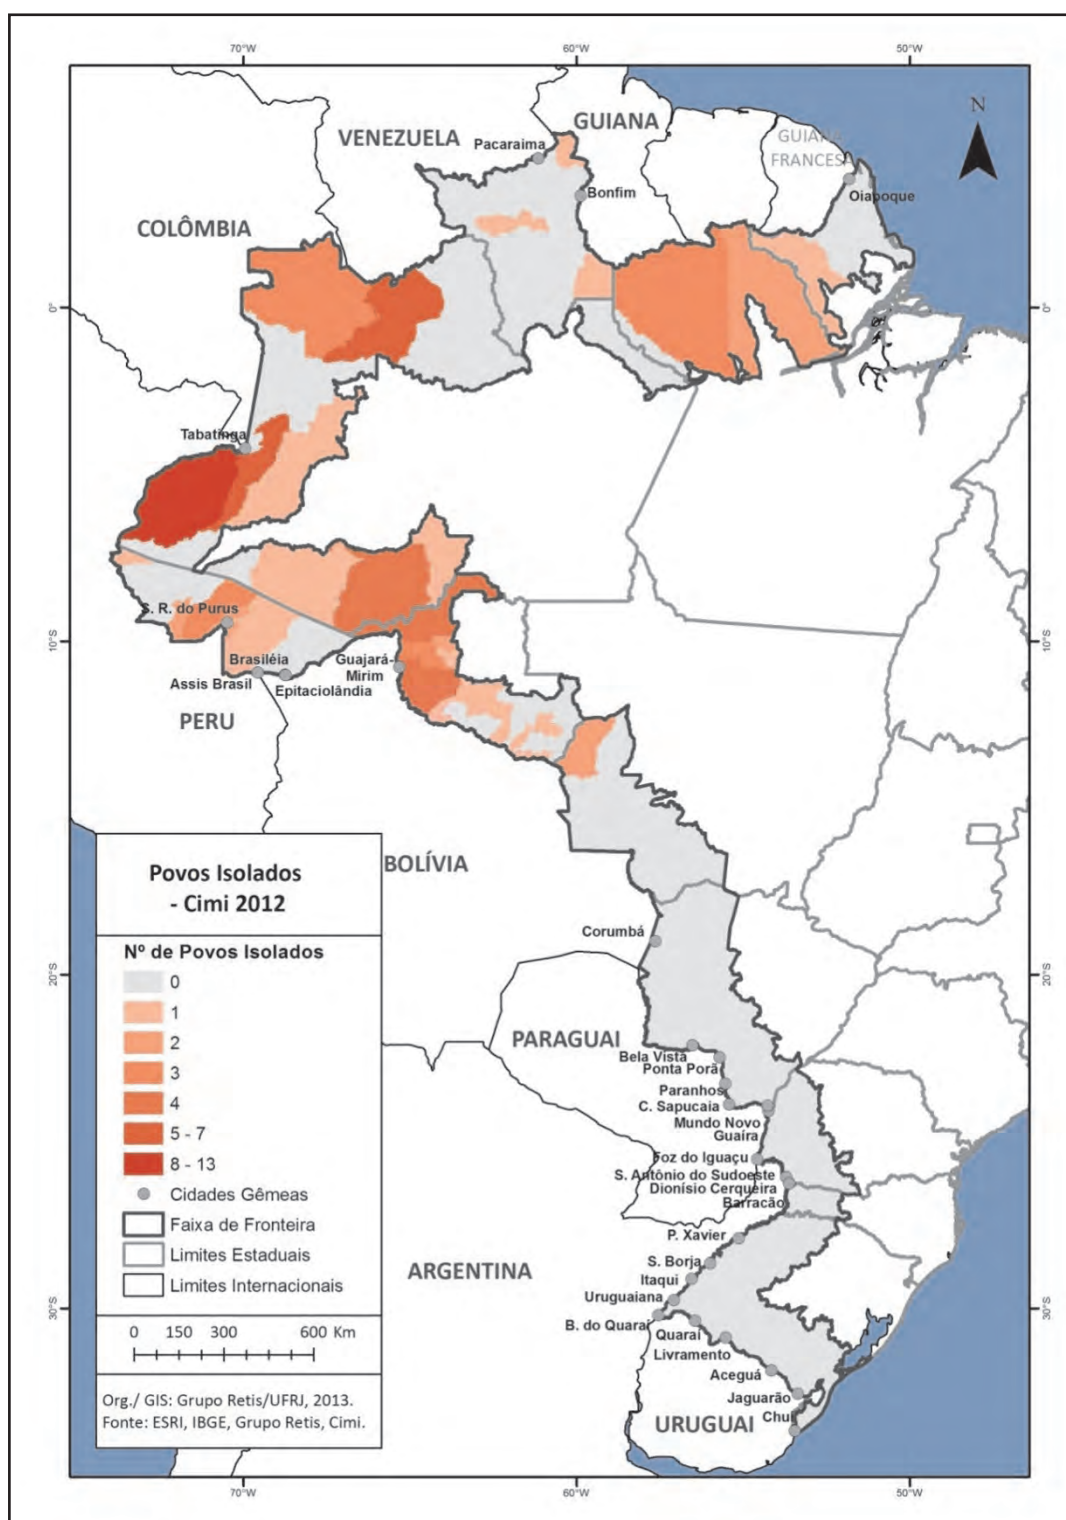 70°W
60°W
50°W
N
GUIANA
VENEZUELA
Pacaraima
GUIANA
FRANCESA
Bonfim
Oiapoque
COLÔMBIA
0°
0°
Tabatinga
S. R. do Purus
10°S
10°S
Brasiléia
Guajará-
Mirim
Assis Brasil
Epitaciolândia
PERU
BOLÍVIA
Povos Isolados
- Cimi 2012
Corumbá
Nº de Povos Isolados
0
1
2
3
4
5 - 7
8 - 13
Cidades Gêmeas
Faixa de Fronteira
Limites Estaduais
Limites Internacionais
0 150 300 600 Km
Org./ GIS: Grupo Retis/UFRJ, 2013.
Fonte: ESRI, IBGE, Grupo Retis, Cimi.
20°S
20°S
PARAGUAI
Bela Vista
Ponta Porã
Paranhos
C. Sapucaia
Mundo Novo
Guaíra
Foz do Iguaçu
S. Antônio do Sudoeste
Dionísio Cerqueira
Barracão
P. Xavier
S. Borja
ARGENTINA
Itaqui
Uruguaiana
30°S
30°S
B. do Quaraí
Quaraí
Livramento
Aceguá
Jaguarão
Chuí
URUGUAI
70°W
60°W
50°W